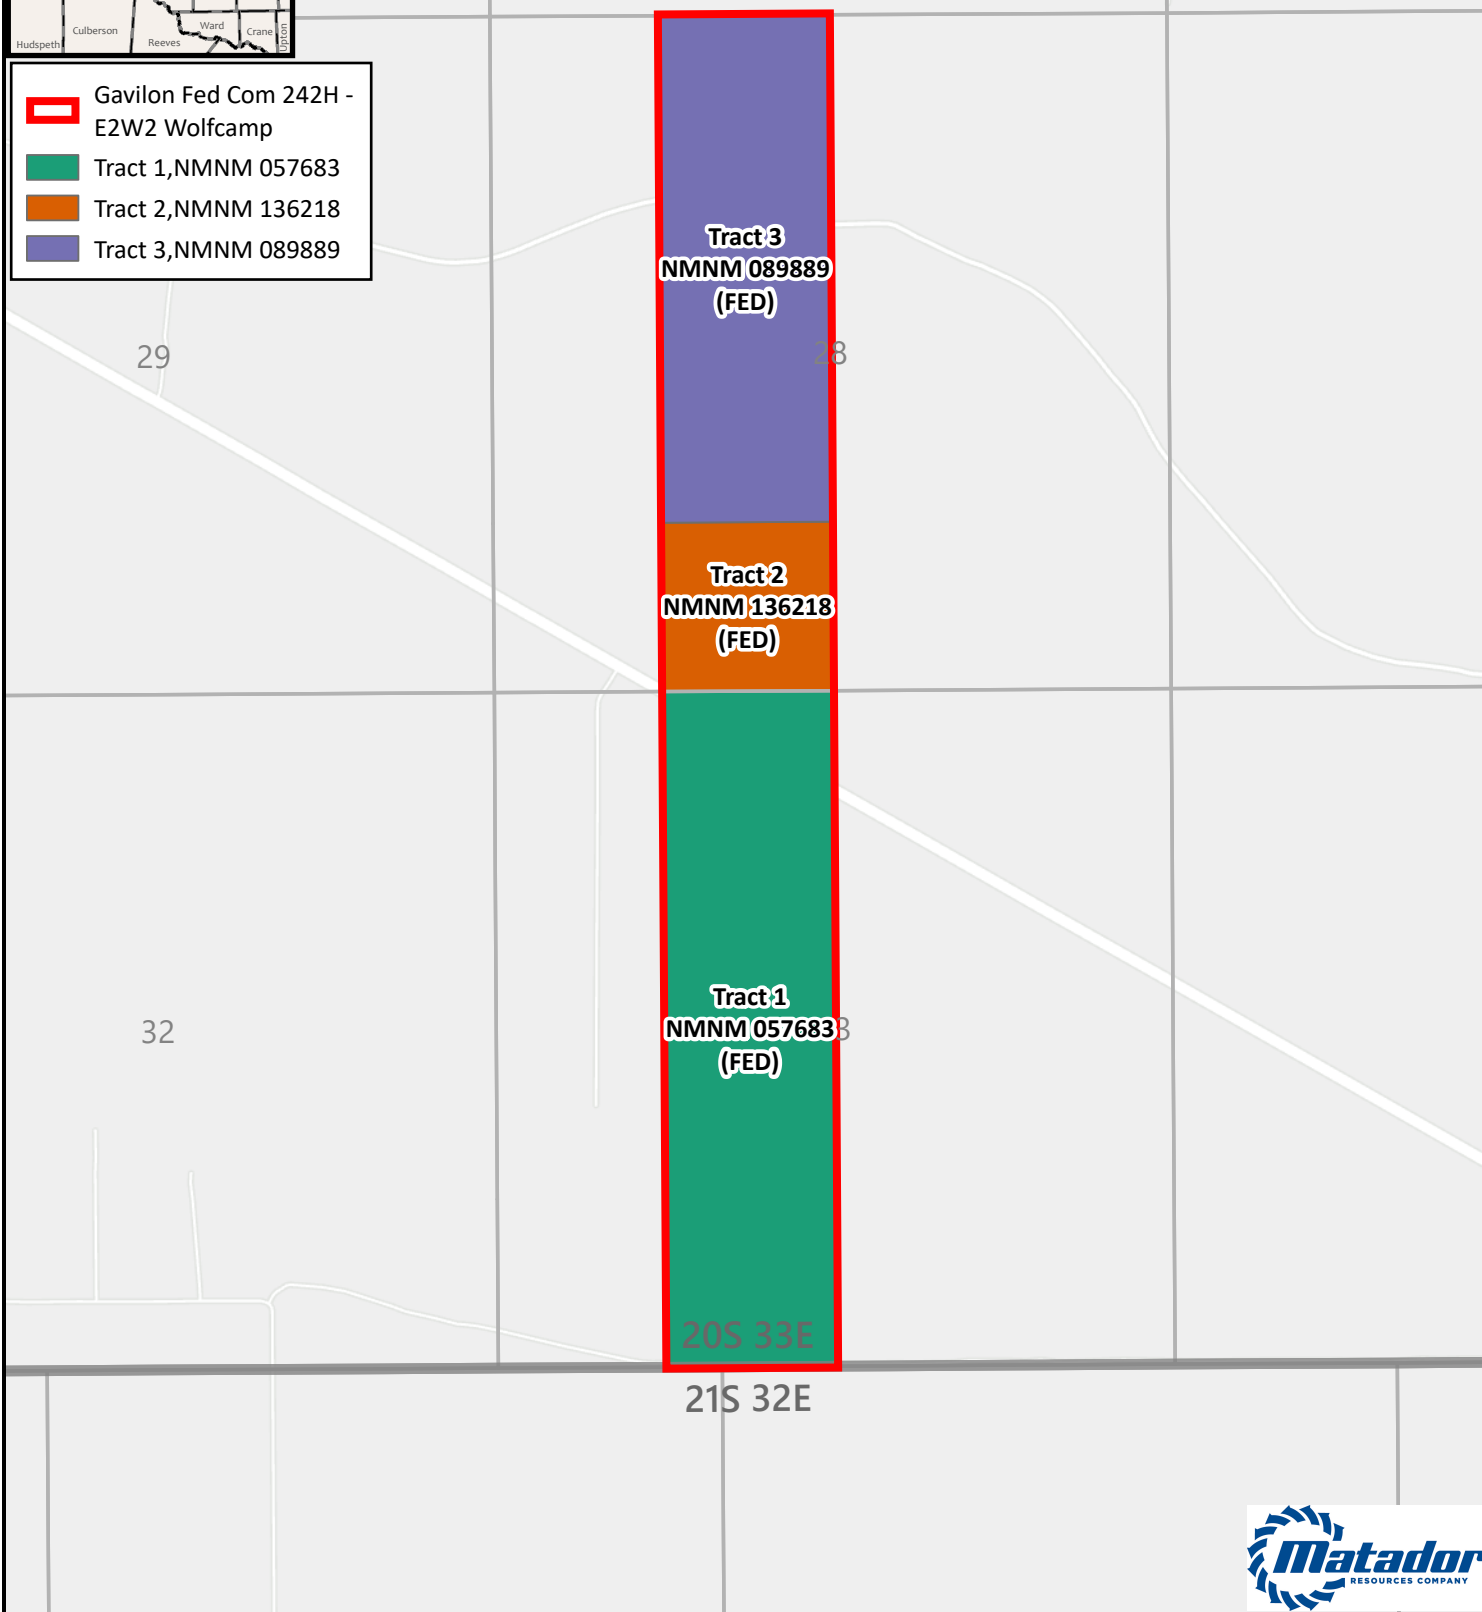 Culberson
Ward
Crane
Upton
Hudspeth
Reeves
Gavilon Fed Com 242H -
E2W2 Wolfcamp
Tract 1,NMNM 057683
Tract 2,NMNM 136218
Tract 3,NMNM 089889
Tract 3
NMNM 089889
(FED)
29
28
Tract 2
NMNM 136218
(FED)
Tract 1
NMNM 057683
(FED)
32
20S 33E
21S 32E
Matador
RESOURCES COMPANY